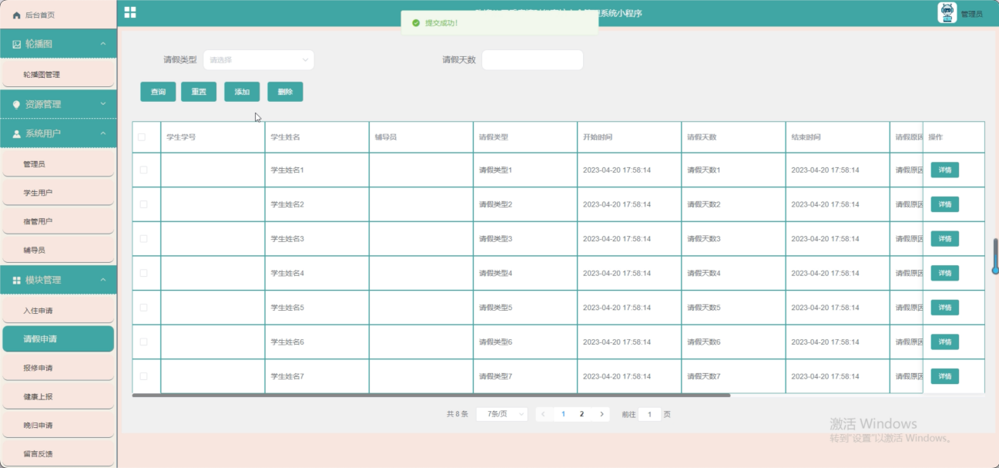 后台首页
轮播图
轮播图管理
资源管理
系统用户
管理员
学生用户
宿管用户
辅导员
模块管理
入住申请
请假申请
报修申请
健康上报
晚归申请
留言反馈
系统小程序
提交成功!
管理员
请假类型 请选择 请假天数
查询 重置 添加 删除
学生学号 学生姓名 辅导员 请假类型 开始时间 请假天数 结束时间 请假原因 操作
学生姓名1 请假类型1 2023-04-20 17:58:14 请假天数1 2023-04-20 17:58:14 请假原因 详情
学生姓名2 请假类型2 2023-04-20 17:58:14 请假天数2 2023-04-20 17:58:14 请假原因 详情
学生姓名3 请假类型3 2023-04-20 17:58:14 请假天数3 2023-04-20 17:58:14 请假原因 详情
学生姓名4 请假类型4 2023-04-20 17:58:14 请假天数4 2023-04-20 17:58:14 请假原因 详情
学生姓名5 请假类型5 2023-04-20 17:58:14 请假天数5 2023-04-20 17:58:14 请假原因 详情
学生姓名6 请假类型6 2023-04-20 17:58:14 请假天数6 2023-04-20 17:58:14 请假原因 详情
学生姓名7 请假类型7 2023-04-20 17:58:14 请假天数7 2023-04-20 17:58:14 请假原因 详情
共 8 条 7条/页 1 2 前往 1 页
激活 Windows
转到"设置"以激活 Windows。